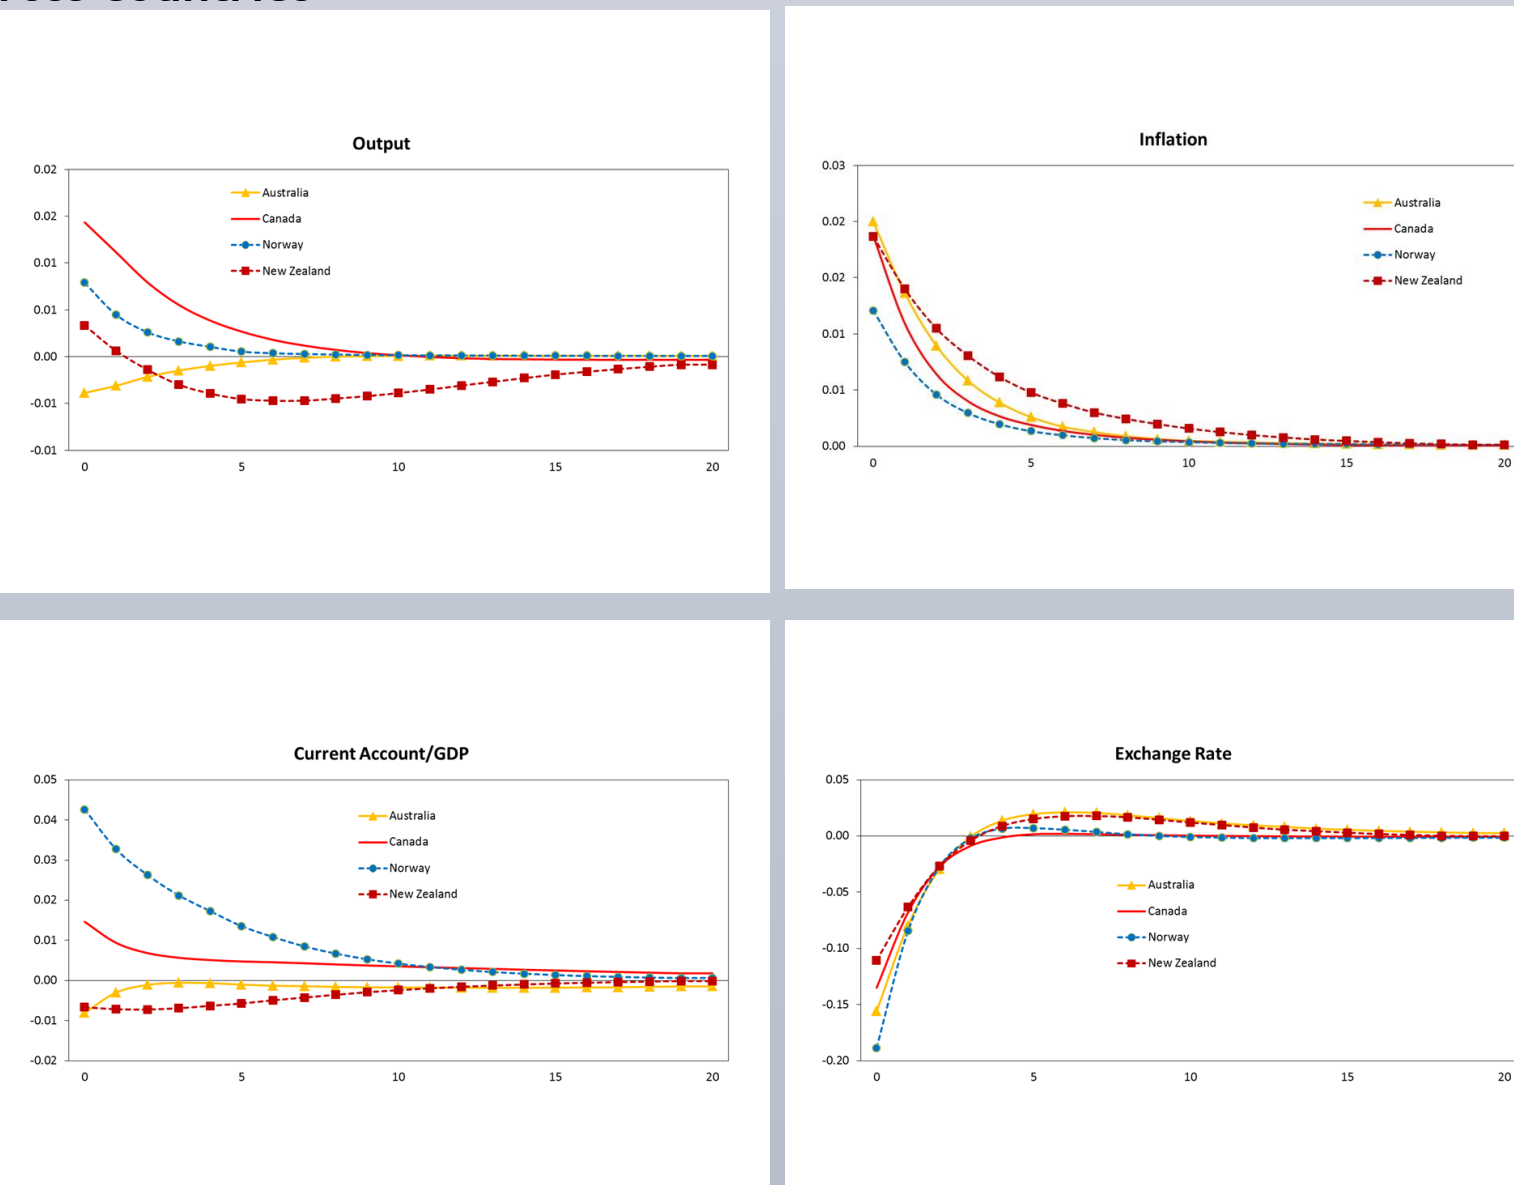 Output
0.02
0.02
0.01
0.01
0.00
-0.01
-0.01
0 5 10 15 20
Australia
Canada
Norway
New Zealand
Inflation
0.03
0.02
0.02
0.01
0.01
0.00
0 5 10 15 20
Australia
Canada
Norway
New Zealand
Current Account/GDP
0.05
0.04
0.03
0.02
0.01
0.00
-0.01
-0.02
0 5 10 15 20
Australia
Canada
Norway
New Zealand
Exchange Rate
0.05
0.00
-0.05
-0.10
-0.15
-0.20
0 5 10 15 20
Australia
Canada
Norway
New Zealand